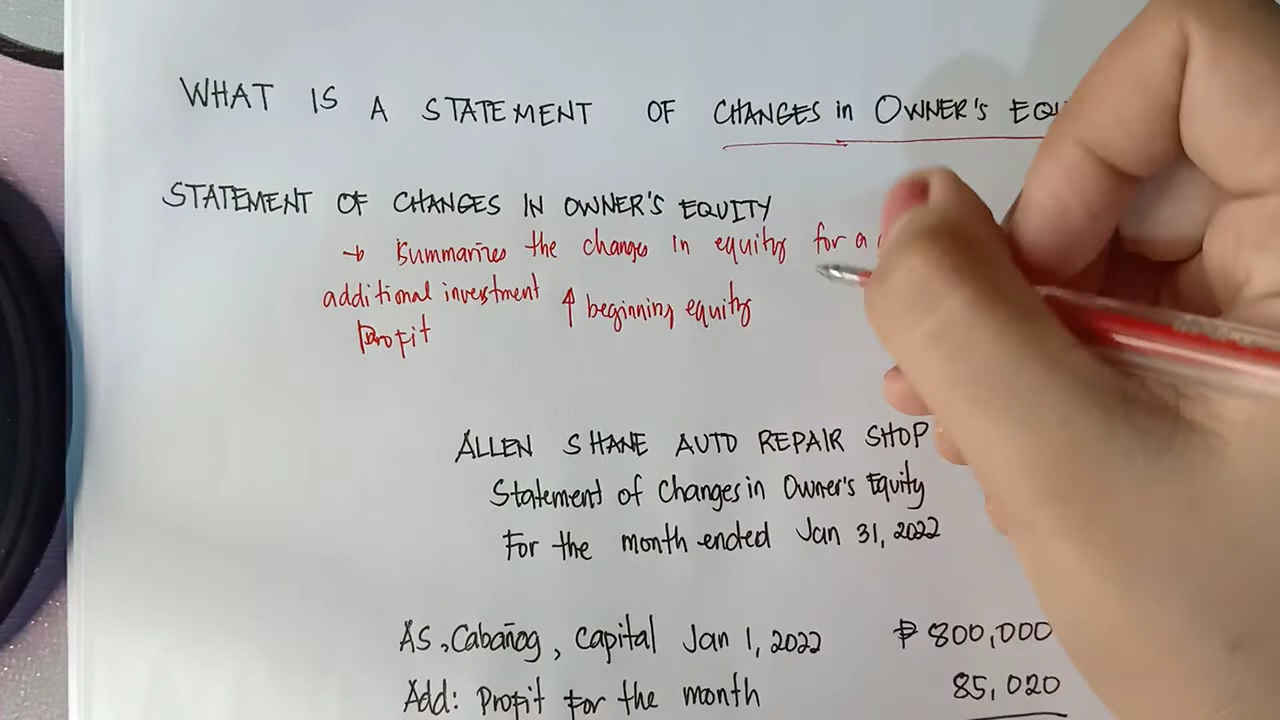 WHAT IS A STATEMENT OF CHANGES in OWNER'S
STATEMENT OF CHANGES IN OWNER'S EQUITY
→ Summarizes the changes in equity for a
additional investment ↑ beginning equity
Profit
ALLEN SHANE AUTO REPAIR SHOP
Statement of Changes in Owner's Equity
For the month ended Jan 31, 2022
AS, Cabañog, Capital Jan 1, 2022 ₱ 800,000
Add: Profit for the month 85,020